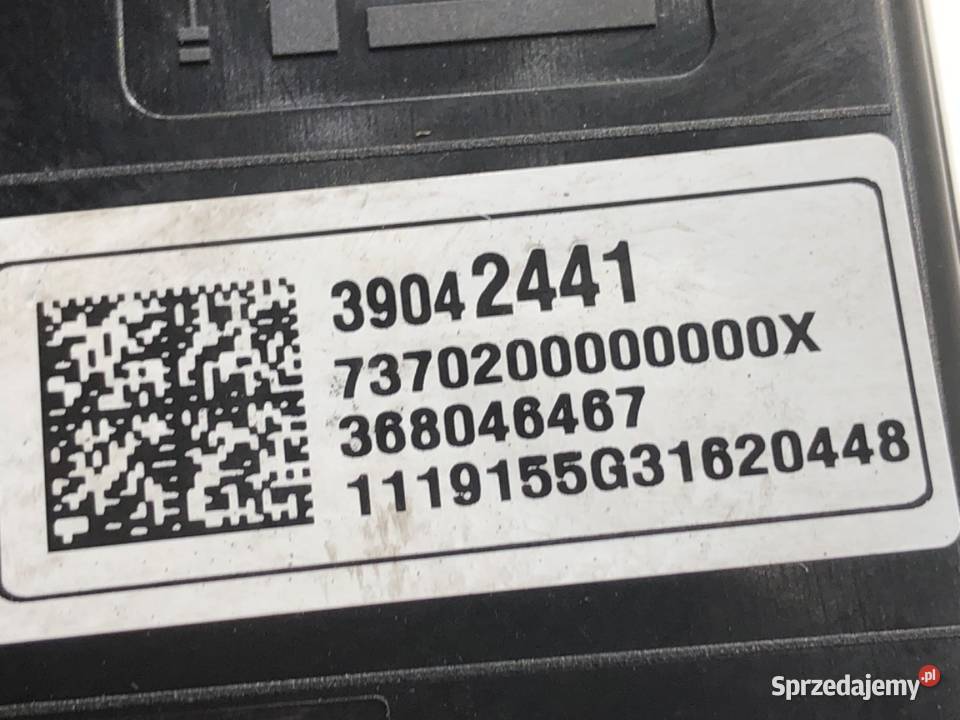 39042441
7370200000000X
368046467
1119155G31620448
Sprzedajemy.pl